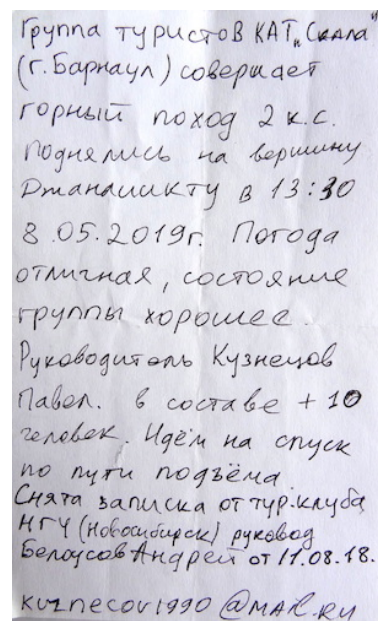 Группа туристов КАТ „Скала"
(г. Барнаул) совершает
горный поход 2 к.с.
Поднялись на вершину
Джанашикту в 13:30
8.05.2019г. Погода
отличная, состояние
группы хорошее.
Руководитель Кузнецов
Павел. в составе + 10
человек. Идём на спуск
по пути подъёма.
Снята записка от тур.клуба
НГУ (Новосибирск) руковод
Белоусов Андрей от 11.08.18.
kuznecov1990@mail.ru